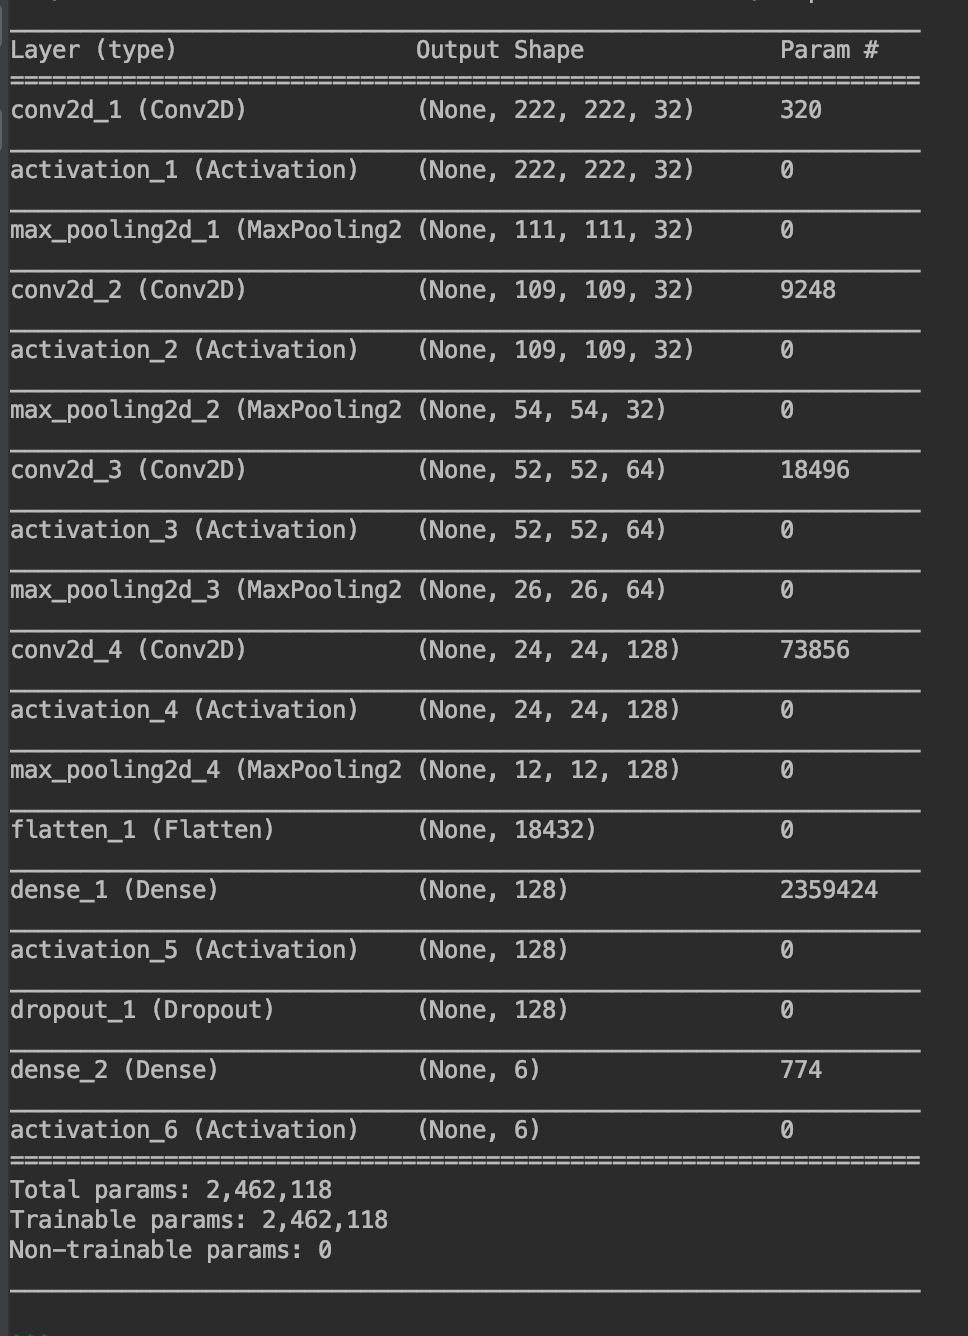 Layer (type) Output Shape Param #
=================================================================
conv2d_1 (Conv2D) (None, 222, 222, 32) 320
activation_1 (Activation) (None, 222, 222, 32) 0
max_pooling2d_1 (MaxPooling2 (None, 111, 111, 32) 0
conv2d_2 (Conv2D) (None, 109, 109, 32) 9248
activation_2 (Activation) (None, 109, 109, 32) 0
max_pooling2d_2 (MaxPooling2 (None, 54, 54, 32) 0
conv2d_3 (Conv2D) (None, 52, 52, 64) 18496
activation_3 (Activation) (None, 52, 52, 64) 0
max_pooling2d_3 (MaxPooling2 (None, 26, 26, 64) 0
conv2d_4 (Conv2D) (None, 24, 24, 128) 73856
activation_4 (Activation) (None, 24, 24, 128) 0
max_pooling2d_4 (MaxPooling2 (None, 12, 12, 128) 0
flatten_1 (Flatten) (None, 18432) 0
dense_1 (Dense) (None, 128) 2359424
activation_5 (Activation) (None, 128) 0
dropout_1 (Dropout) (None, 128) 0
dense_2 (Dense) (None, 6) 774
activation_6 (Activation) (None, 6) 0
=================================================================
Total params: 2,462,118
Trainable params: 2,462,118
Non-trainable params: 0